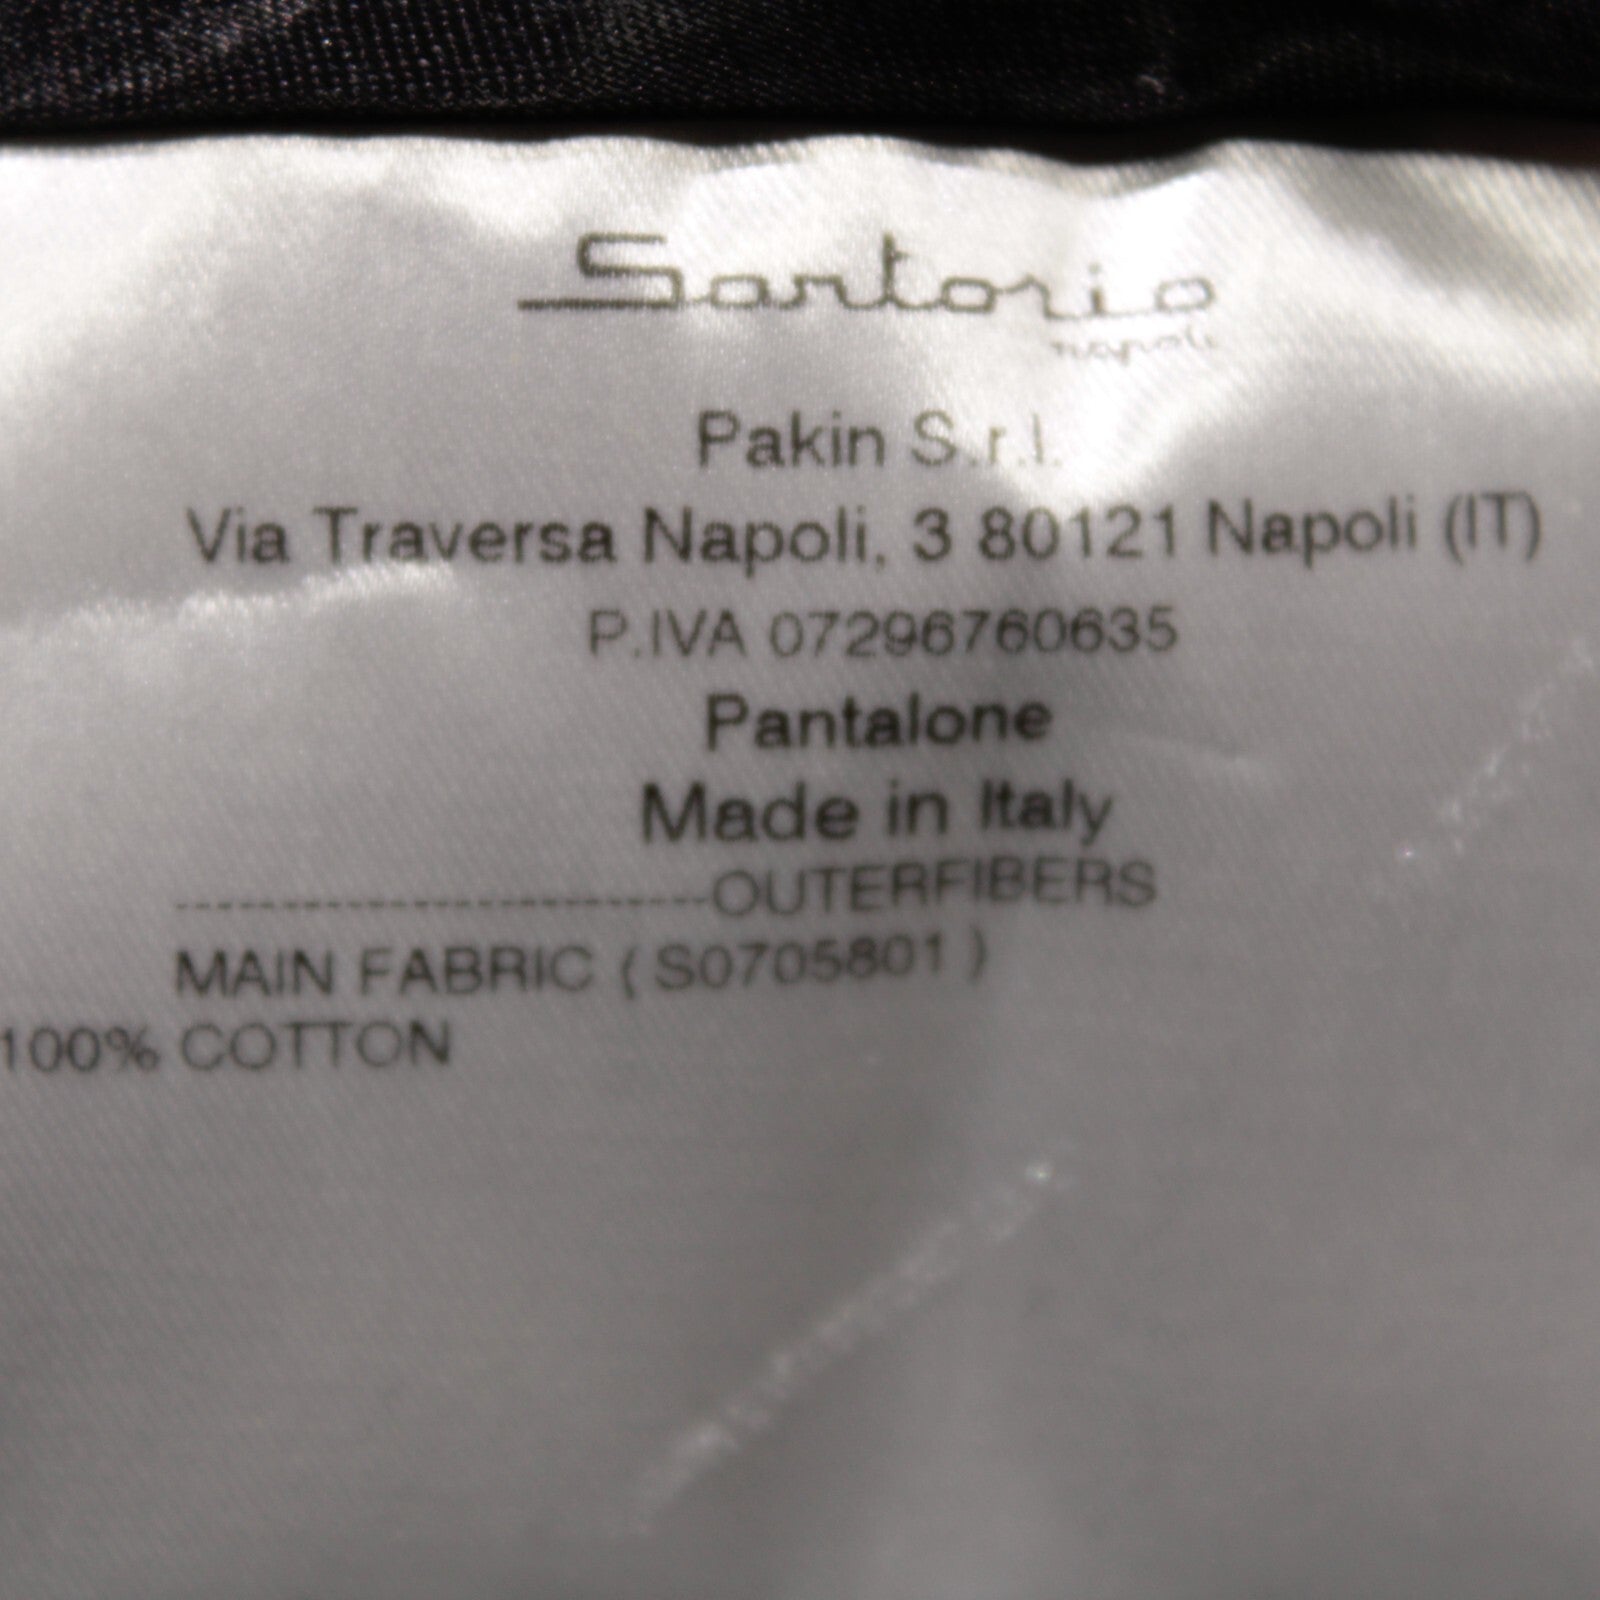 Sartorio
napoli
Pakin S.r.l.
Via Traversa Napoli, 3 80121 Napoli (IT)
P.IVA 07296760635
Pantalone
Made in Italy
-------------------------OUTERFIBERS
MAIN FABRIC ( S0705801 )
100% COTTON